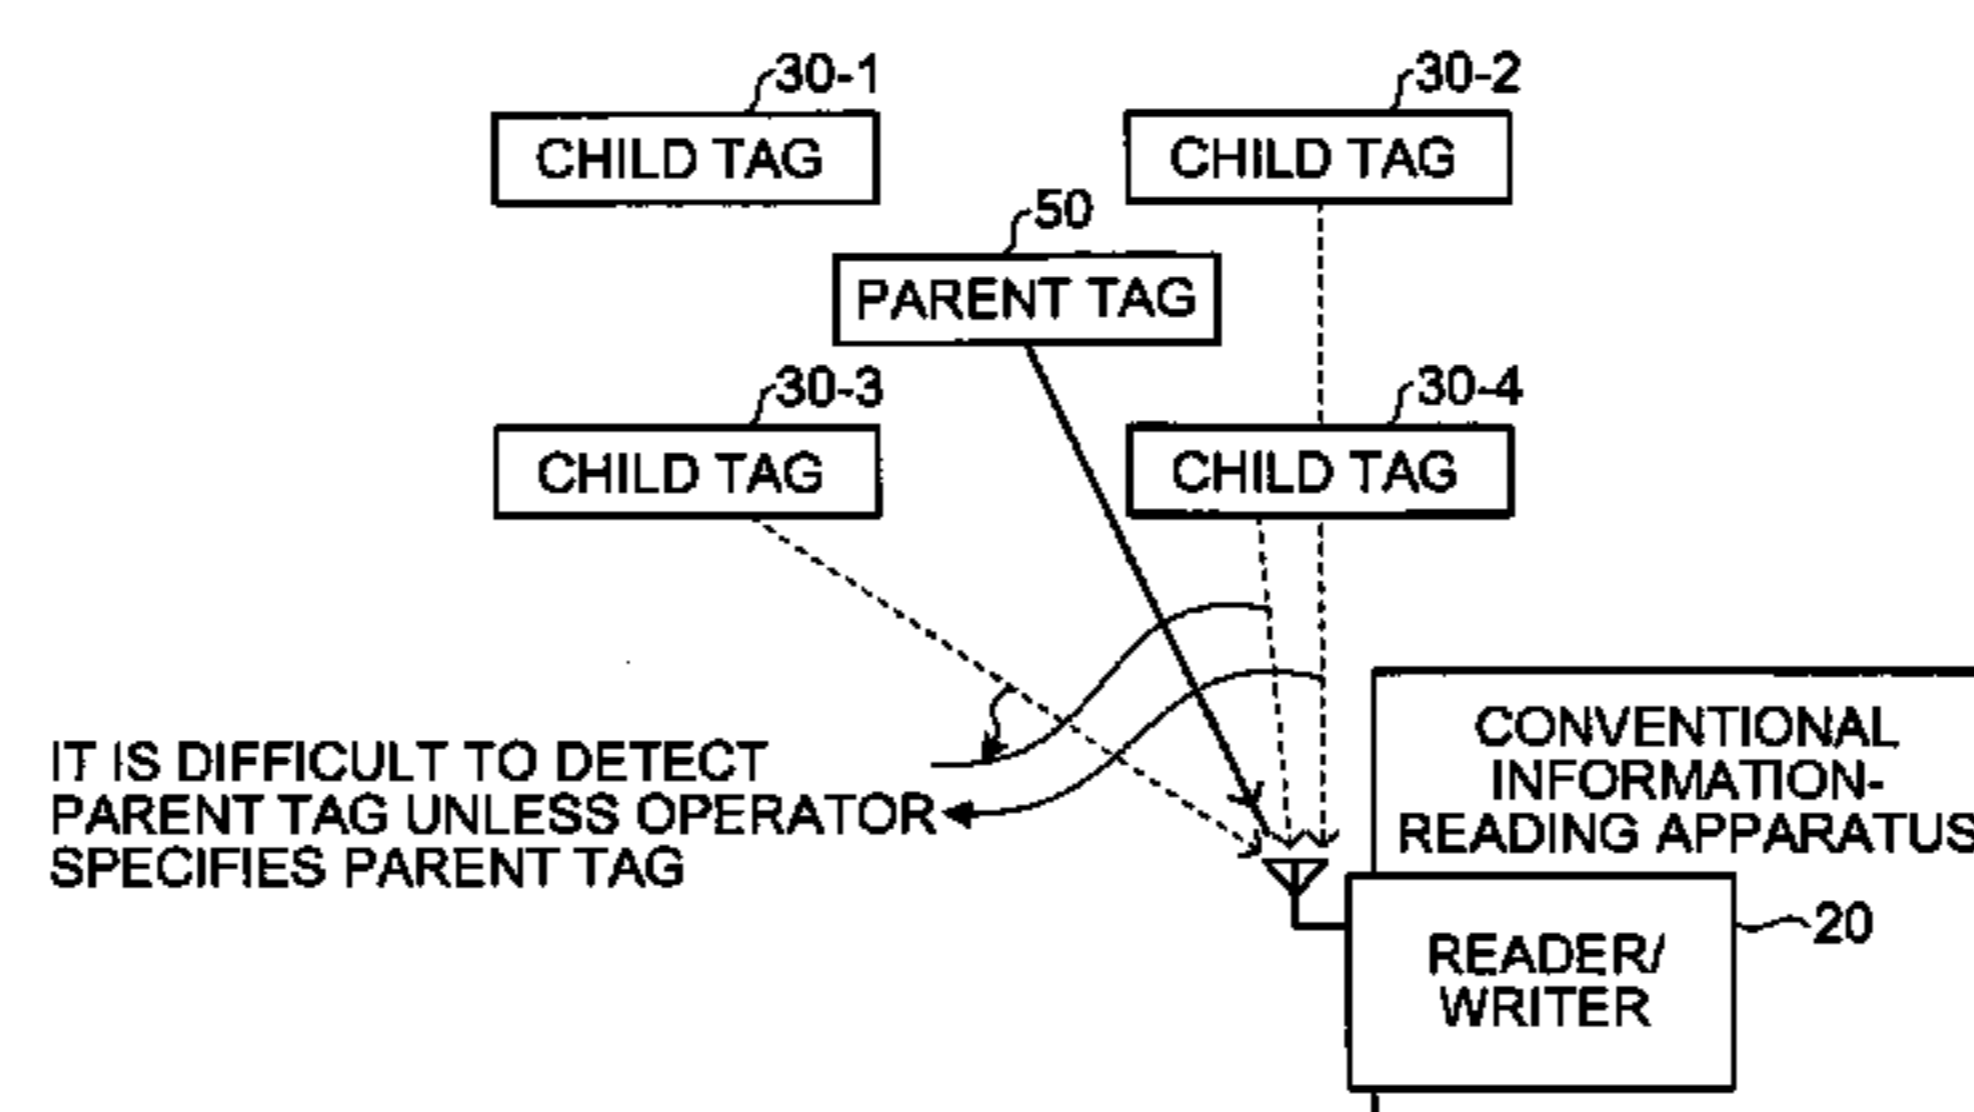 30-1
30-2
CHILD TAG
CHILD TAG
50
PARENT TAG
30-3
30-4
CHILD TAG
CHILD TAG
IT IS DIFFICULT TO DETECT
PARENT TAG UNLESS OPERATOR
SPECIFIES PARENT TAG
CONVENTIONAL
INFORMATION-
READING APPARATUS
READER/
WRITER
20